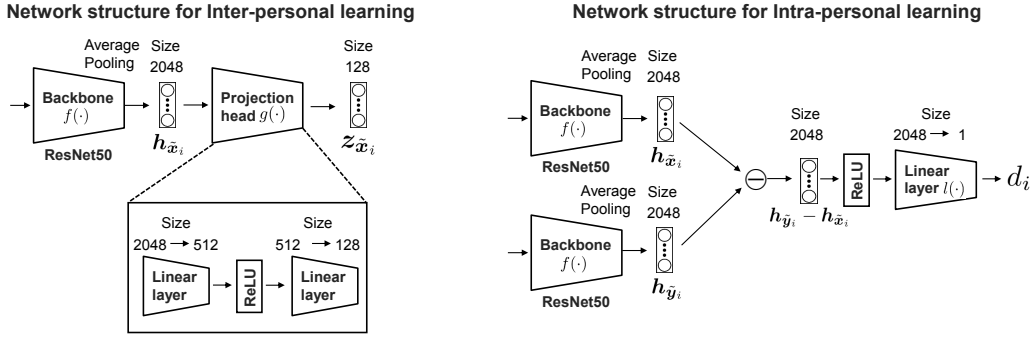 Network structure for Inter-personal learning
Average
Pooling
Size
2048
Size
128
Backbone
f(·)
Projection
head g(·)
ResNet50
h_{x̃_i}
z_{x̃_i}
Size
2048 → 512
Size
512 → 128
Linear
layer
ReLU
Linear
layer
Network structure for Intra-personal learning
Average
Pooling
Size
2048
Backbone
f(·)
ResNet50
h_{x̃_i}
Average
Pooling
Size
2048
Backbone
f(·)
ResNet50
h_{ỹ_i}
Size
2048
h_{ỹ_i} − h_{x̃_i}
ReLU
Size
2048 → 1
Linear
layer l(·)
d_i